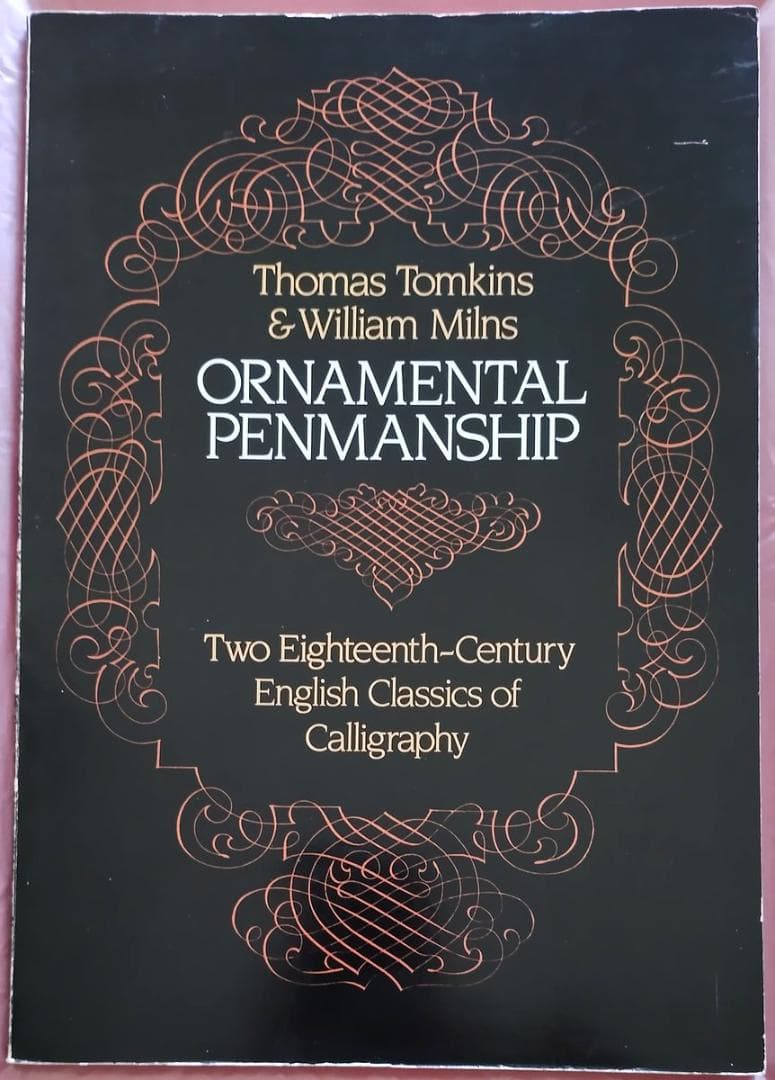 Thomas Tomkins
& William Milns
ORNAMENTAL
PENMANSHIP
Two Eighteenth-Century
English Classics of
Calligraphy